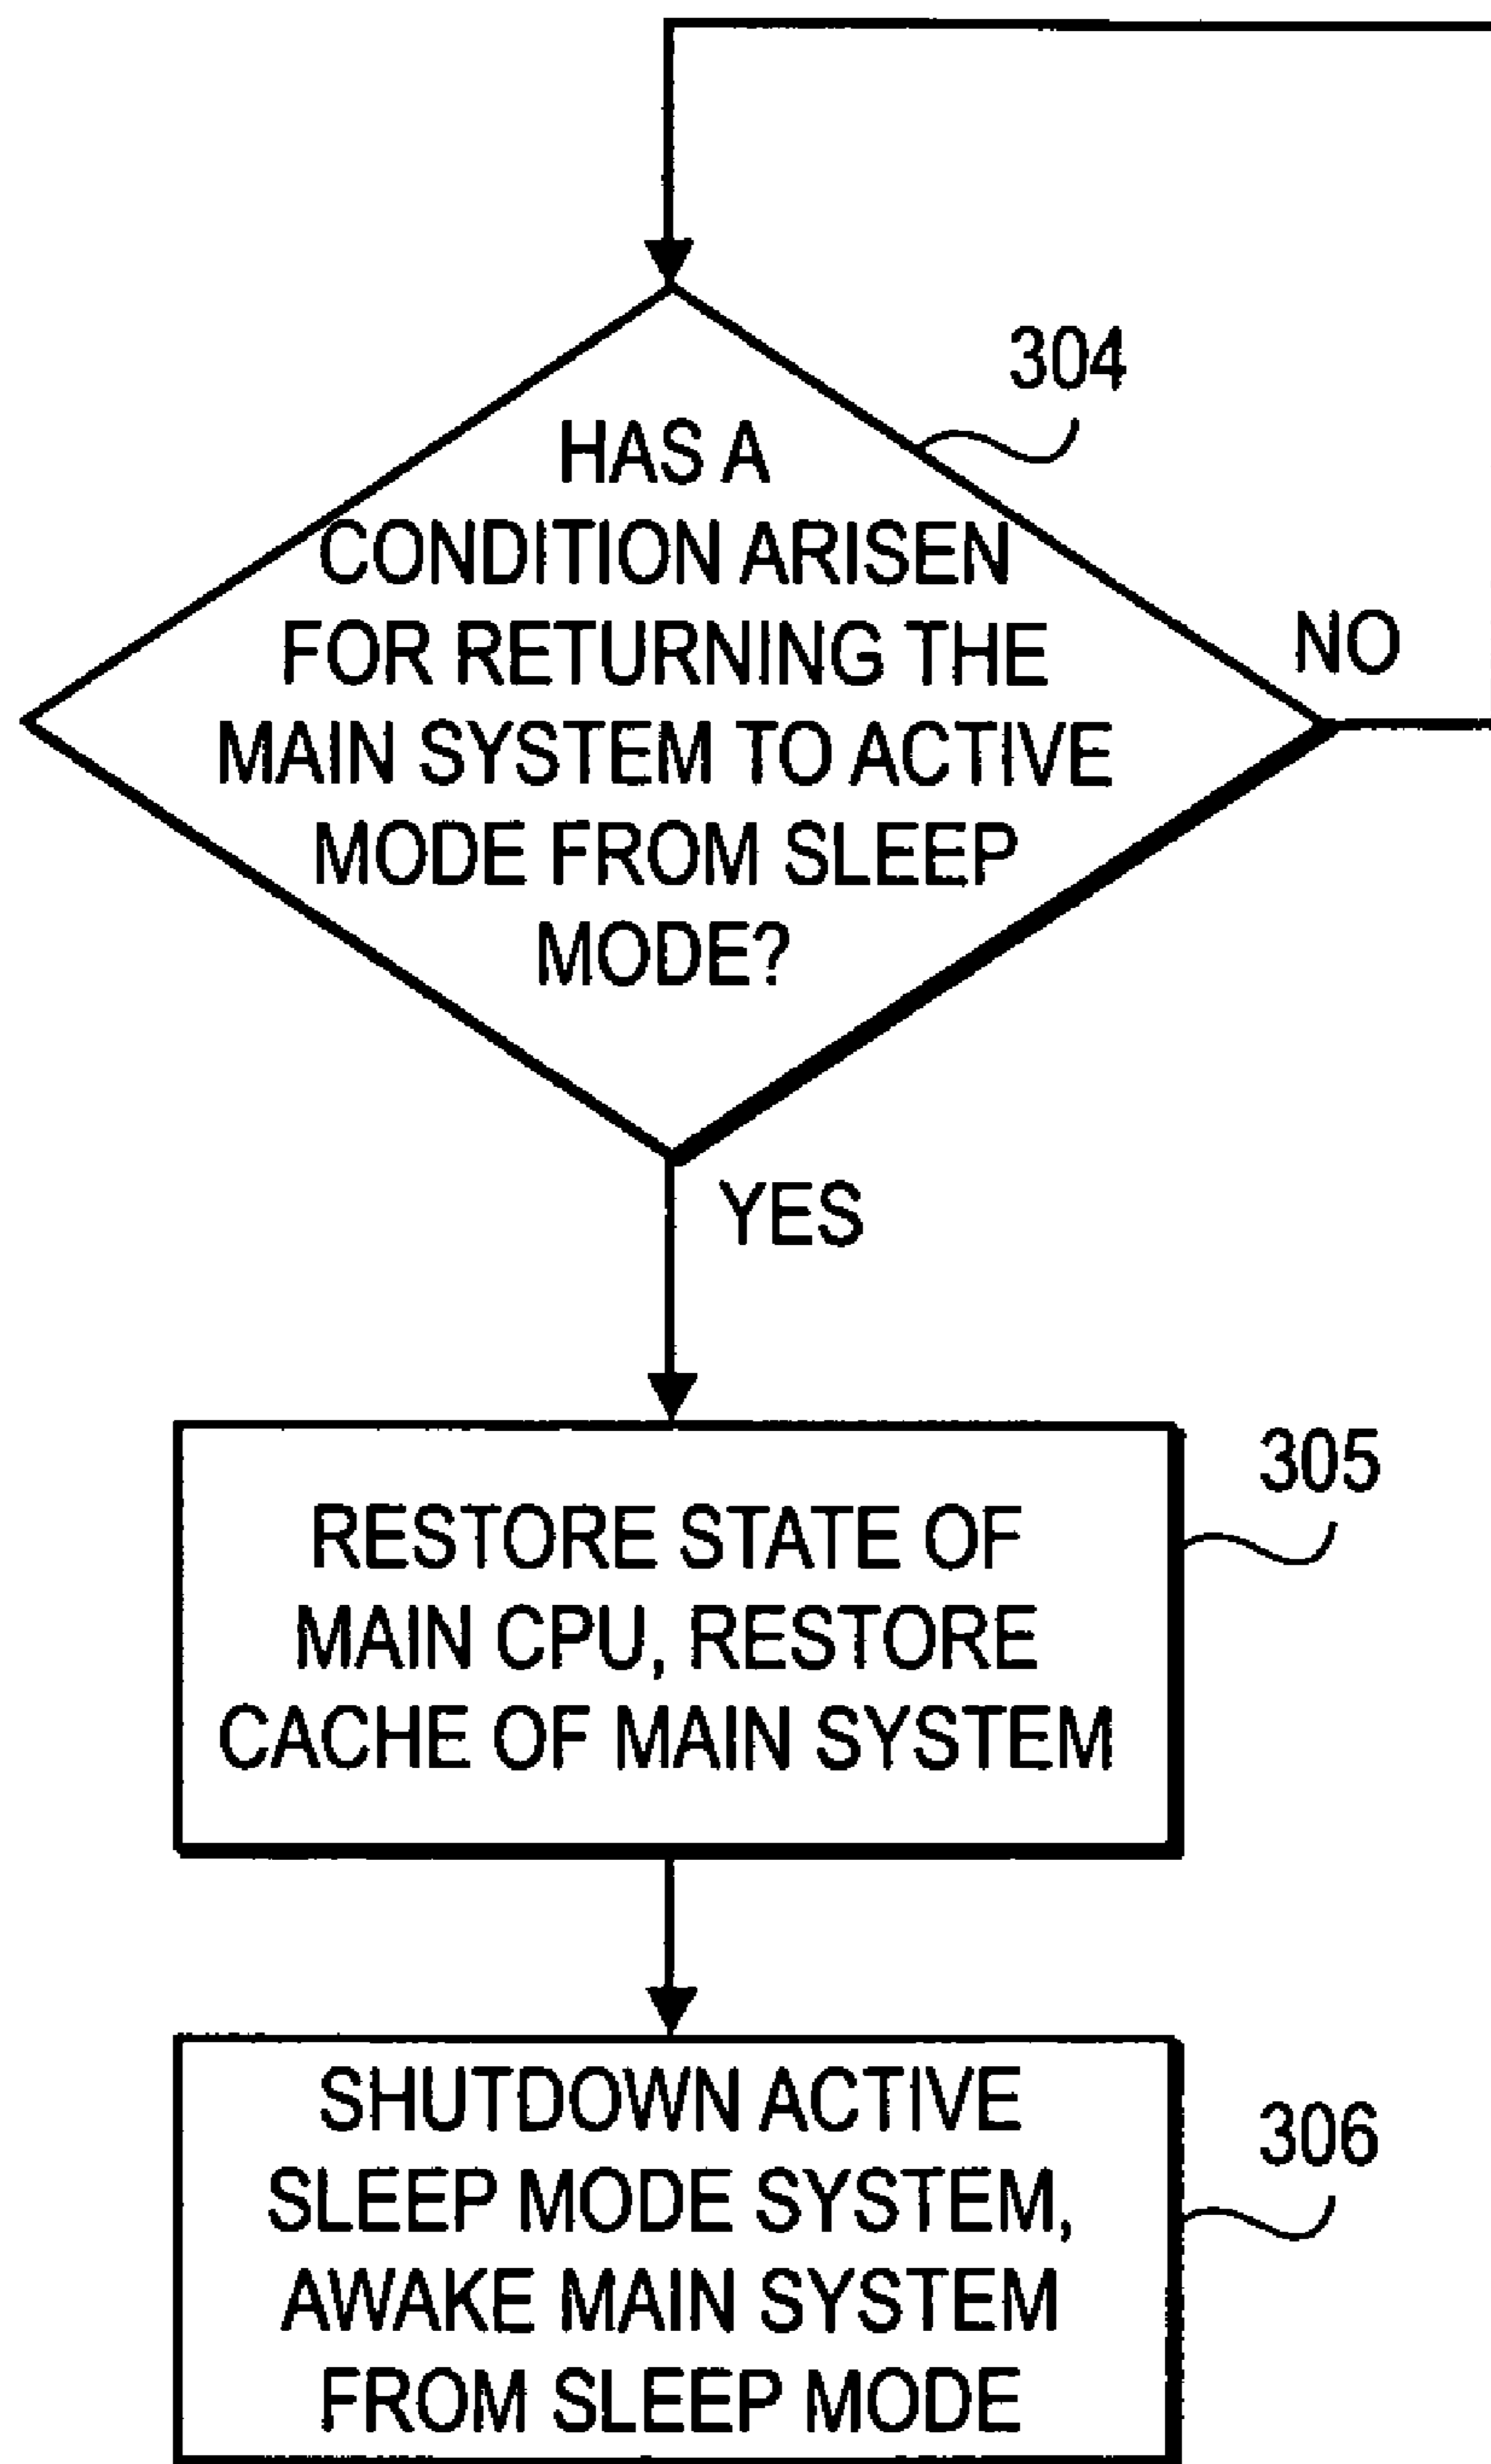 304
HAS A
CONDITION ARISEN
FOR RETURNING THE
MAIN SYSTEM TO ACTIVE
MODE FROM SLEEP
MODE?
NO
YES
305
RESTORE STATE OF
MAIN CPU, RESTORE
CACHE OF MAIN SYSTEM
306
SHUTDOWN ACTIVE
SLEEP MODE SYSTEM,
AWAKE MAIN SYSTEM
FROM SLEEP MODE